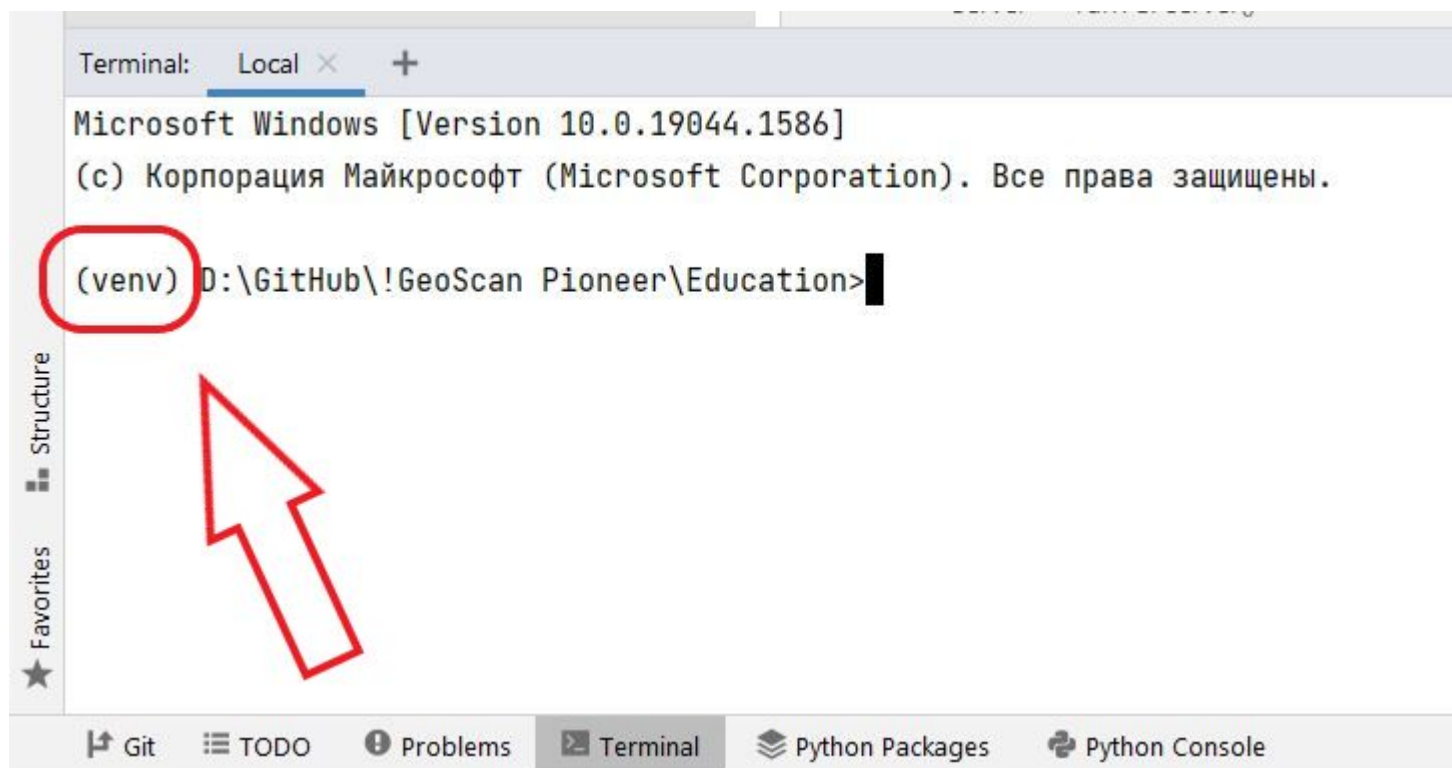 Terminal: Local × +
Microsoft Windows [Version 10.0.19044.1586]
(c) Корпорация Майкрософт (Microsoft Corporation). Все права защищены.
(venv) D:\GitHub\!GeoScan Pioneer\Education>
Structure
Favorites
Git TODO Problems Terminal Python Packages Python Console